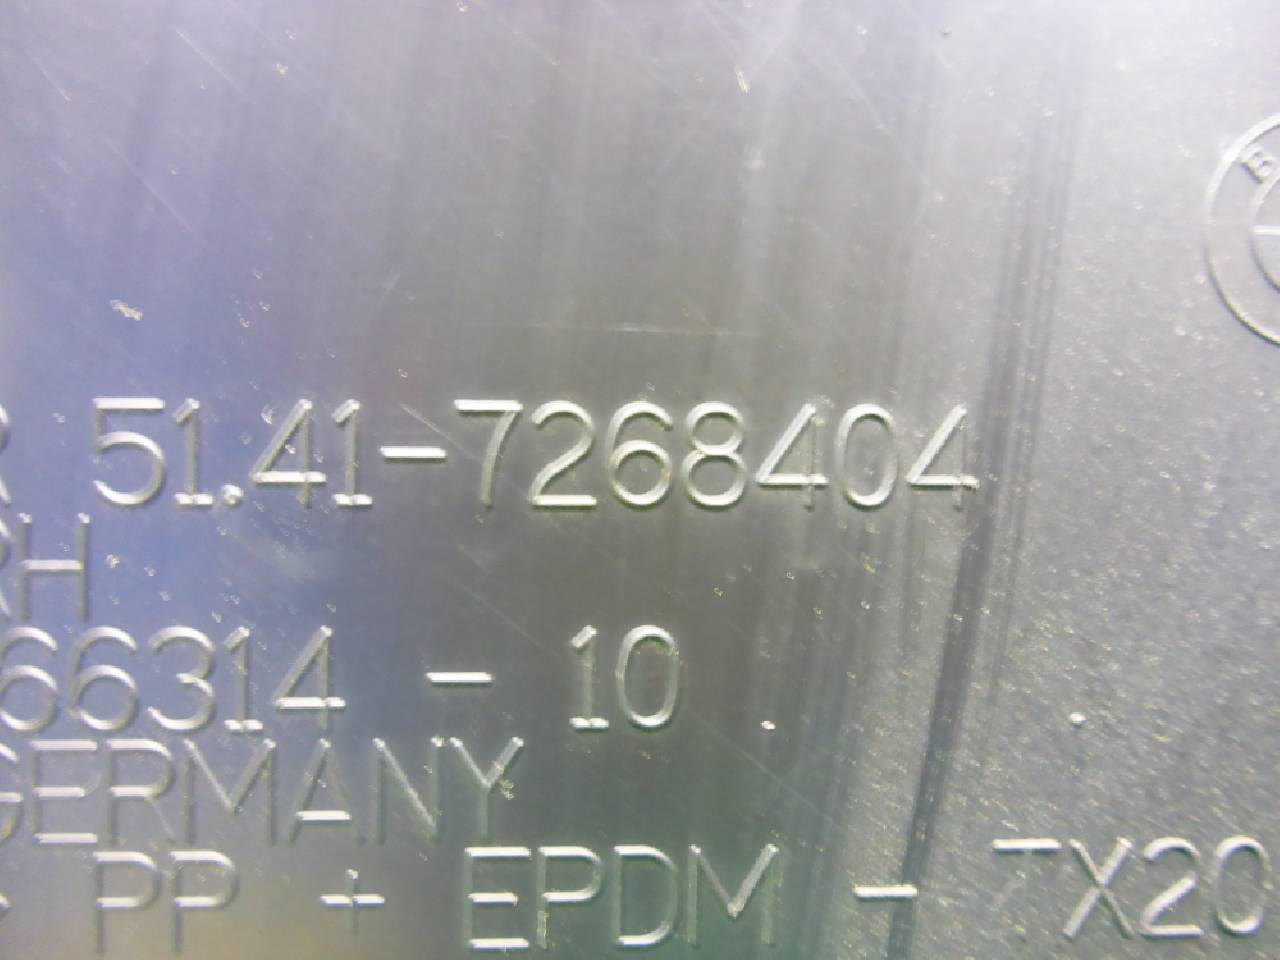 R 51.41-7268404
RH
66314 - 10
GERMANY
PP + EPDM - TX20
B